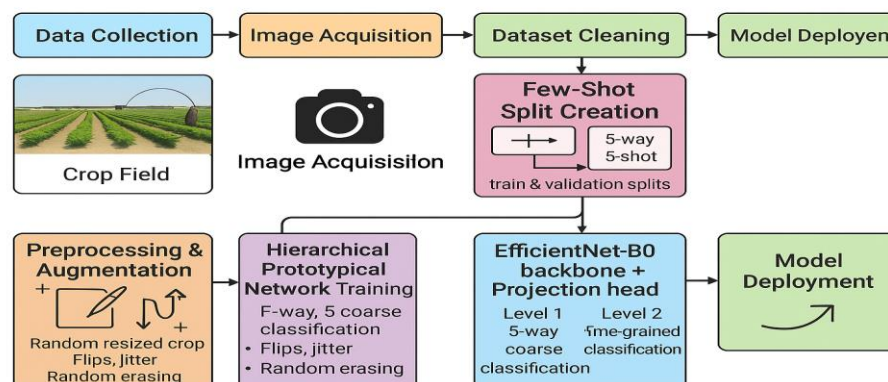 Data Collection
Image Acquisition
Dataset Cleaning
Model Deployen
Crop Field
Image Acquisisiton
Few-Shot
Split Creation
5-way
5-shot
train & validation splits
Preprocessing &
Augmentation
Random resized crop
Flips, Jitter
Random erasing
Hierarchical
Prototypical
Network Training
F-way, 5 coarse
classification
• Flips, jitter
• Random erasing
EfficientNet-B0
backbone +
Projection head
Level 1
5-way
coarse
classification
Level 2
fme-grained
classification
Model
Deployment